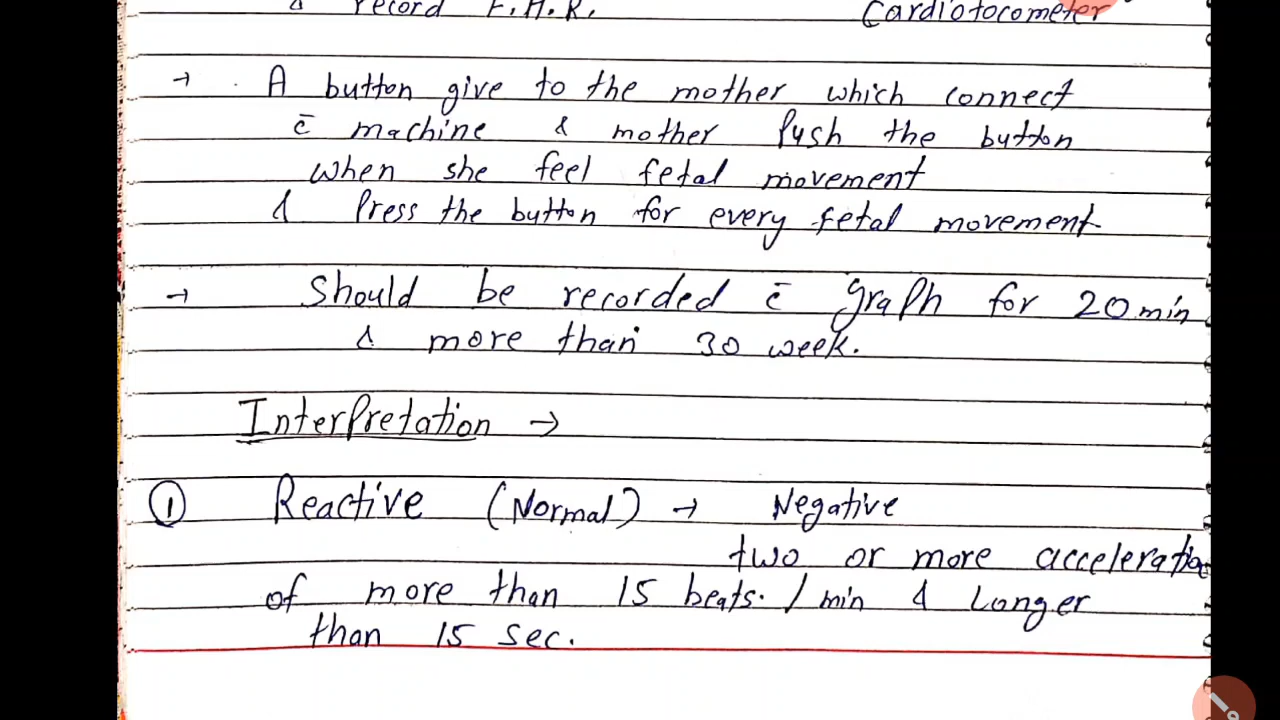 & record F.H.R. Cardiotocometer
→ A button give to the mother which connect
c̄ machine & mother Push the button
when she feel fetal movement
& Press the button for every fetal movement
→ Should be recorded c̄ graph for 20 min
& more than 30 week.
Interpretation →
① Reactive (Normal) → Negative
two or more acceleratio
of more than 15 beats. / min & Longer
than 15 sec.